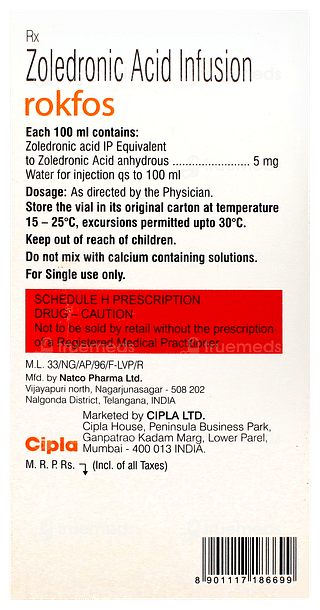 Rx
Zoledronic Acid Infusion
rokfos
Each 100 ml contains:
Zoledronic acid IP Equivalent
to Zoledronic Acid anhydrous ........................ 5 mg
Water for injection qs to 100 ml
Dosage: As directed by the Physician.
Store the vial in its original carton at temperature
15 – 25°C, excursions permitted upto 30°C.
Keep out of reach of children.
Do not mix with calcium containing solutions.
For Single use only.
SCHEDULE H PRESCRIPTION
DRUG – CAUTION
Not to be sold by retail without the prescription
of a Registered Medical Practitioner.
truemeds
truemeds
M.L. 33/NG/AP/96/F-LVP/R
Mfd. by Natco Pharma Ltd.
Vijayapuri north, Nagarjunasagar - 508 202
Nalgonda District, Telangana, INDIA
Marketed by CIPLA LTD.
Cipla House, Peninsula Business Park,
Ganpatrao Kadam Marg, Lower Parel,
Cipla Mumbai - 400 013 INDIA.
M. R. P. Rs. (Incl. of all Taxes)
8 901117 186699